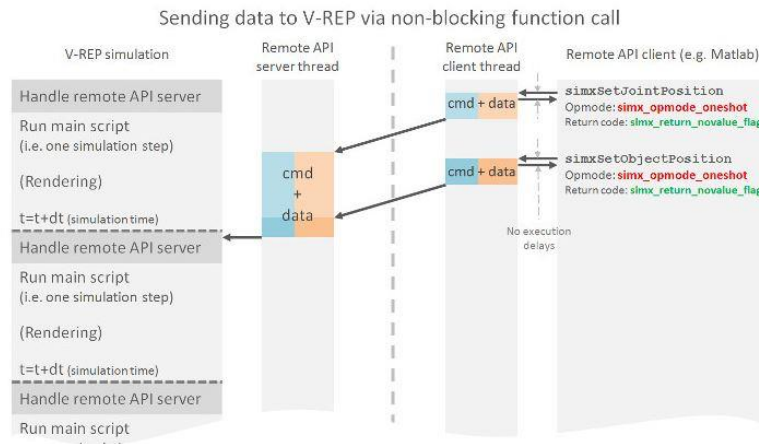 Sending data to V-REP via non-blocking function call
V-REP simulation
Remote API
server thread
Remote API
client thread
Remote API client (e.g. Matlab)
Handle remote API server
Run main script
(i.e. one simulation step)
(Rendering)
t=t+dt (simulation time)
Handle remote API server
Run main script
(i.e. one simulation step)
(Rendering)
t=t+dt (simulation time)
Handle remote API server
Run main script
cmd
+
data
cmd + data
cmd + data
simxSetJointPosition
Opmode: simx_opmode_oneshot
Return code: simx_return_novalue_flag
simxSetObjectPosition
Opmode: simx_opmode_oneshot
Return code: simx_return_novalue_flag
No execution
delays